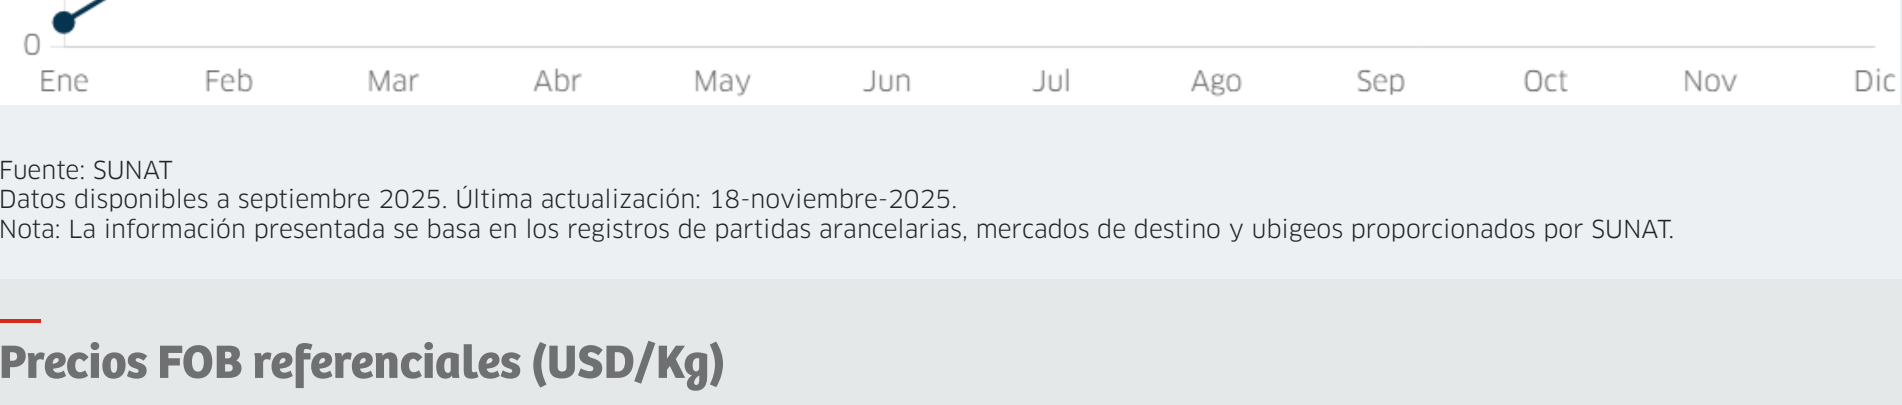 0
Ene Feb Mar Abr May Jun Jul Ago Sep Oct Nov Dic
Fuente: SUNAT
Datos disponibles a septiembre 2025. Última actualización: 18-noviembre-2025.
Nota: La información presentada se basa en los registros de partidas arancelarias, mercados de destino y ubigeos proporcionados por SUNAT.
Precios FOB referenciales (USD/Kg)